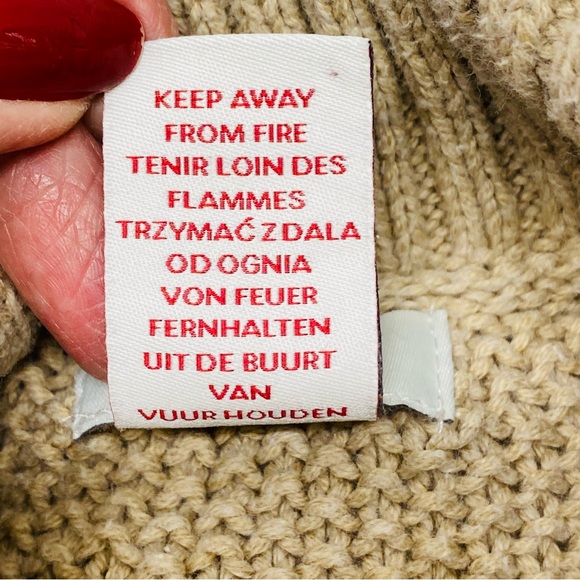 KEEP AWAY
FROM FIRE
TENIR LOIN DES
FLAMMES
TRZYMAĆ Z DALA
OD OGNIA
VON FEUER
FERNHALTEN
UIT DE BUURT
VAN
VUUR HOUDEN